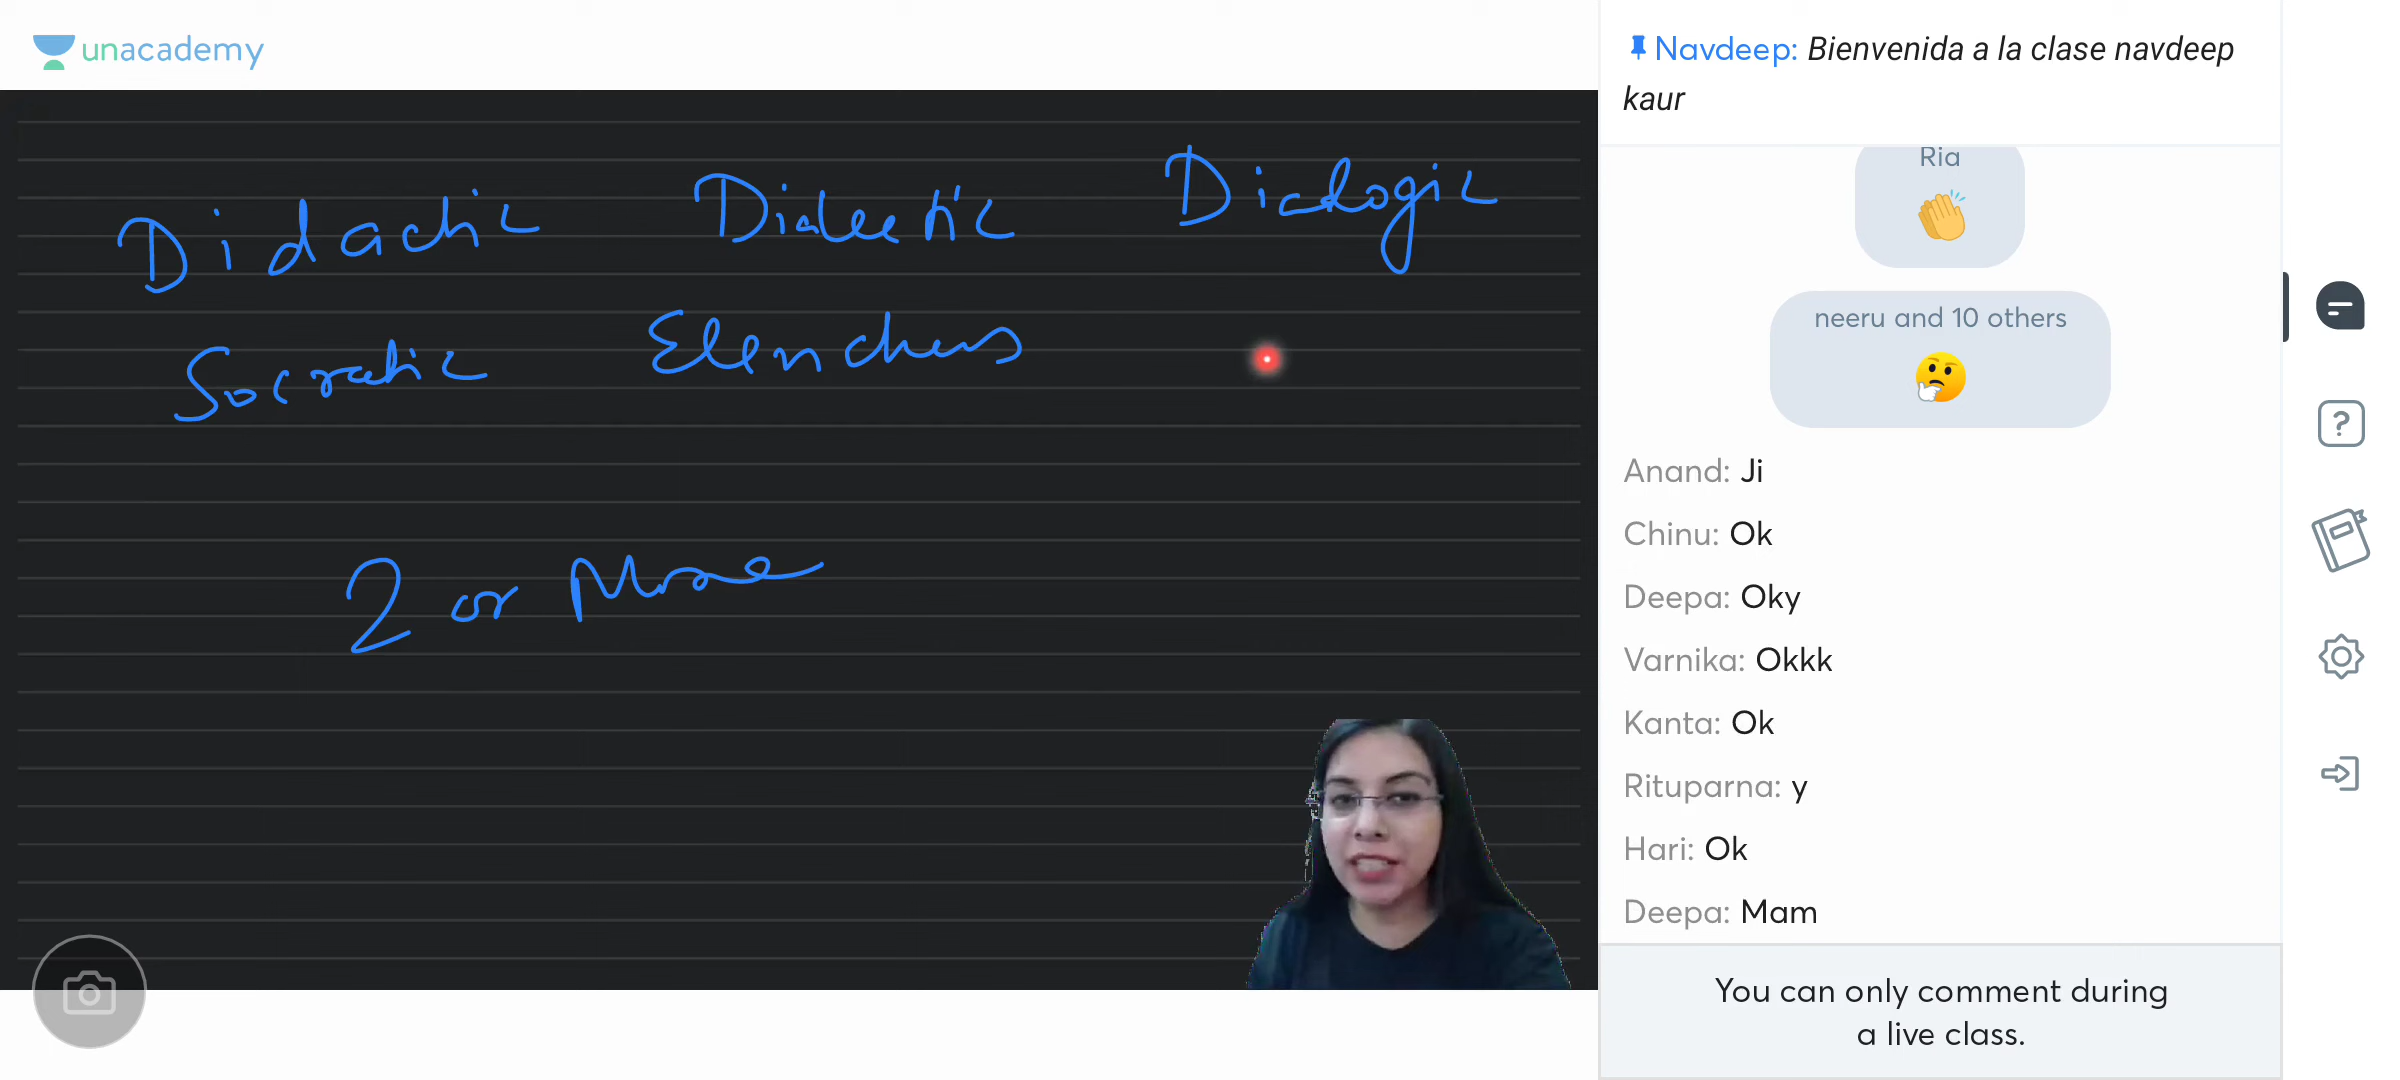 unacademy
Didactic Dialectic Dialogic
Socratic Elenchus
2 or More
Navdeep: Bienvenida a la clase navdeep
kaur
Ria
neeru and 10 others
Anand: Ji
Chinu: Ok
Deepa: Oky
Varnika: Okkk
Kanta: Ok
Rituparna: y
Hari: Ok
Deepa: Mam
You can only comment during
a live class.